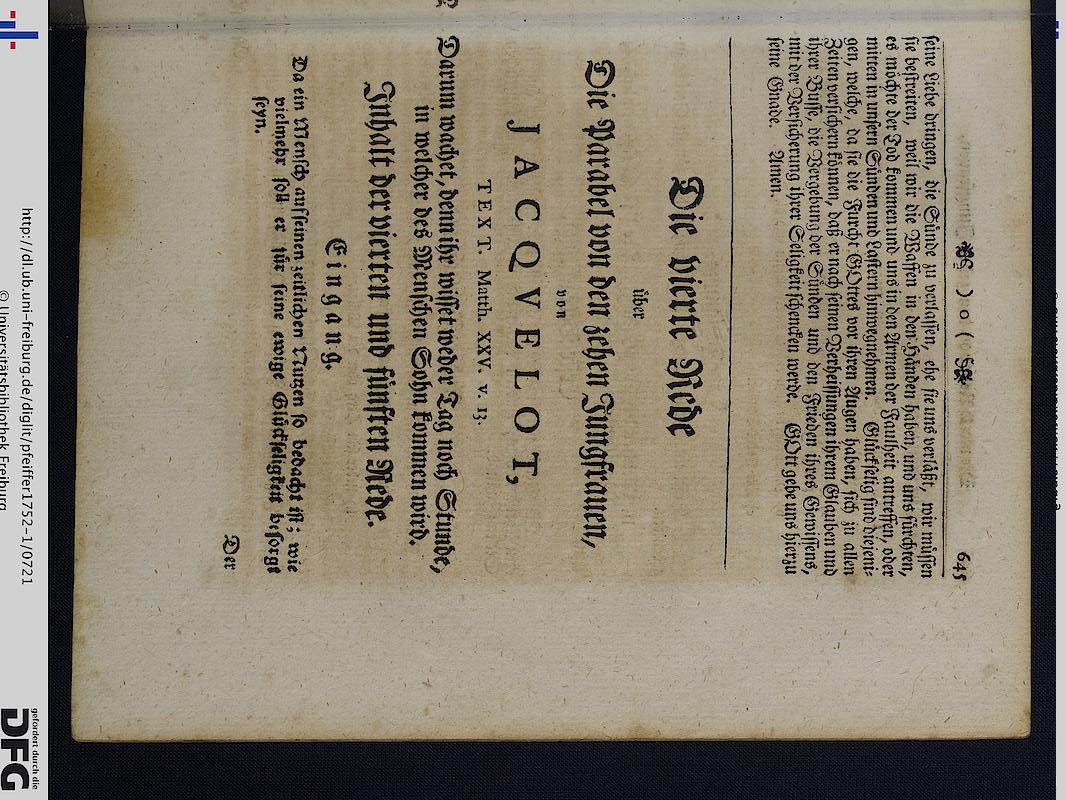 ) o ( 645
seine Liebe dringen, die Sünde zu verlassen, ehe sie uns verläßt, wir müssen
sie bestreiten, weil wir die Waffen in den Händen haben, und uns fürchten,
es möchte der Tod kommen und uns in den Armen der Faulheit antreffen, oder
mitten in unsern Sünden und Lastern hinwegnehmen. Glückselig sind diejeni-
gen, welche, da sie die Furcht GOttes vor ihren Augen haben, sich zu allen
Zeiten versichern können, daß er nach seinen Verheissungen ihrem Glauben und
ihrer Busse, die Vergebung der Sünden und den Frieden ihres Gewissens,
mit der Versicherung ihrer Seligkeit schencken werde. GOtt gebe uns hierzu
seine Gnade. Amen.
Die vierte Rede
über
Die Parabel von den zehen Jungfrauen,
von
JACQVELOT,
TEXT. Matth. XXV. v. 13.
Darum wachet, denn ihr wisset weder Tag noch Stunde,
in welcher des Menschen Sohn kommen wird.
Inhalt der vierten und fünften Rede.
Eingang.
Da ein Mensch auf seinen zeitlichen Nutzen so bedacht ist; wie
vielmehr soll er für seine ewige Glückseligkeit besorgt
seyn.
Der
http://dl.ub.uni-freiburg.de/diglit/pfeiffer1752-1/0721
© Universitätsbibliothek Freiburg
gefördert durch die
DFG